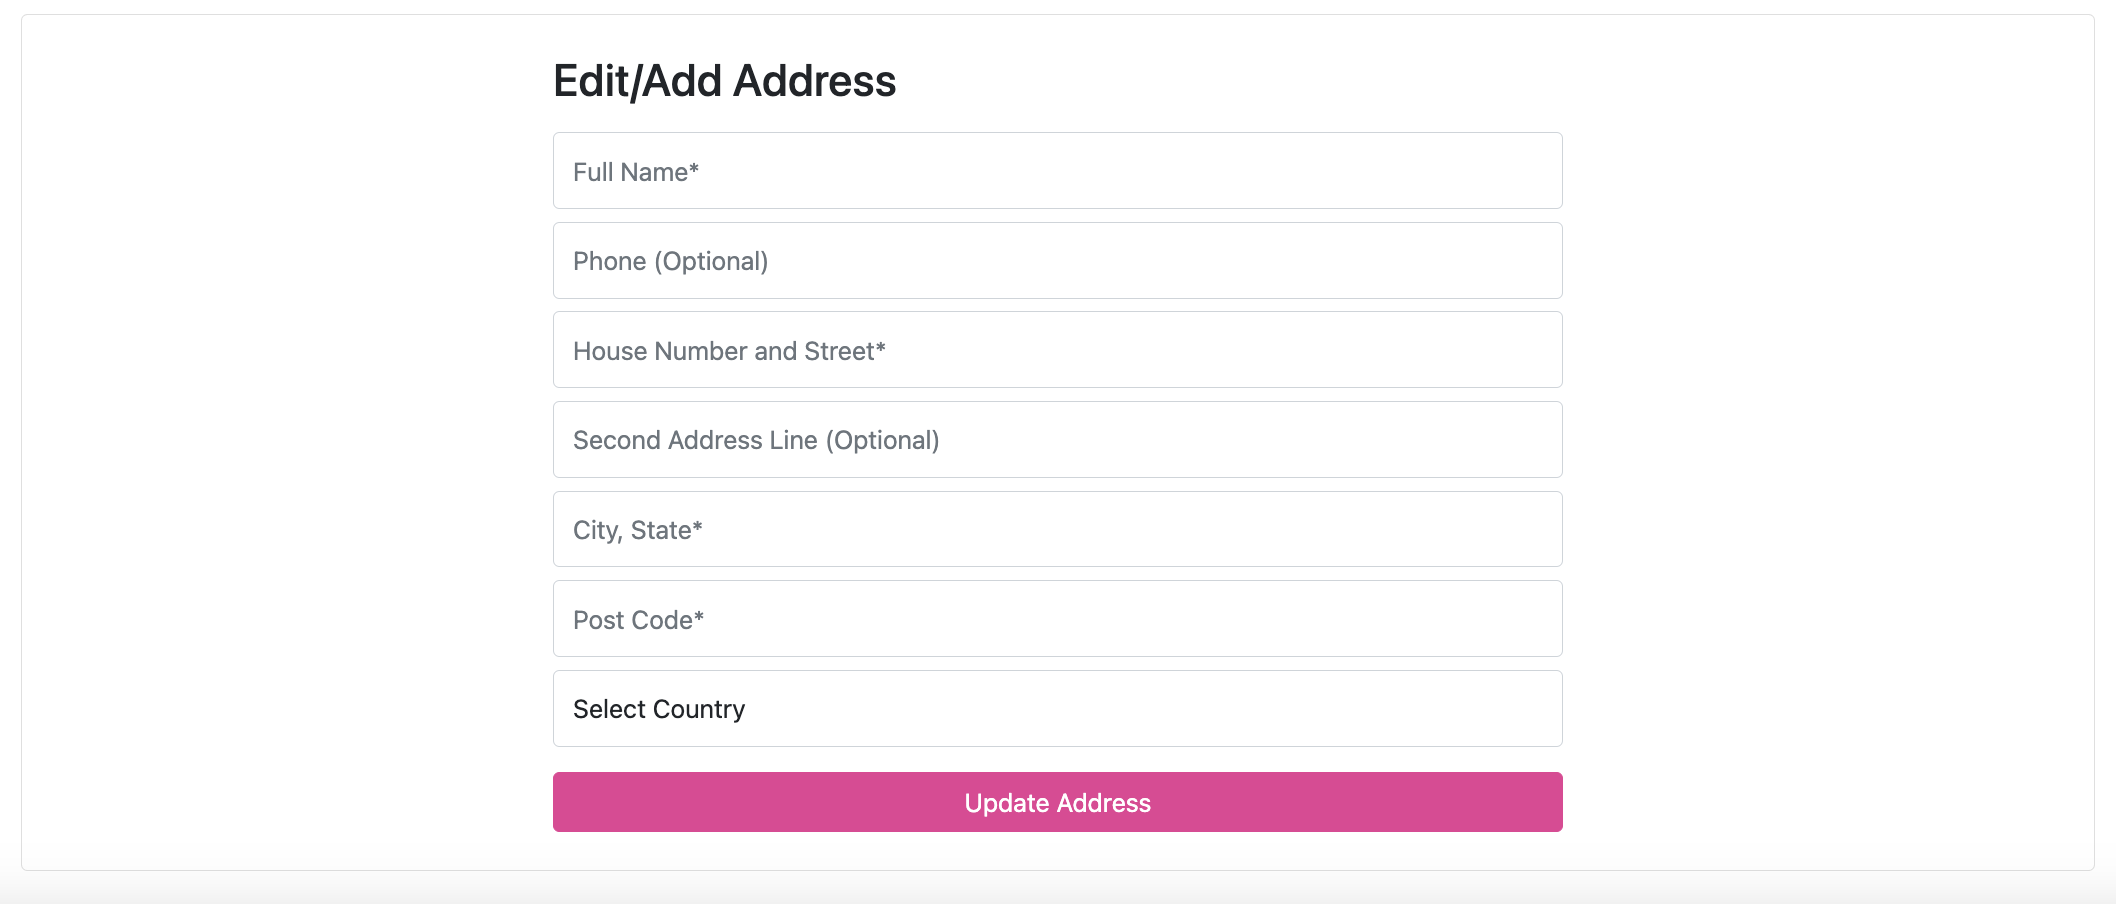 Edit/Add Address
Full Name*
Phone (Optional)
House Number and Street*
Second Address Line (Optional)
City, State*
Post Code*
Select Country
Update Address